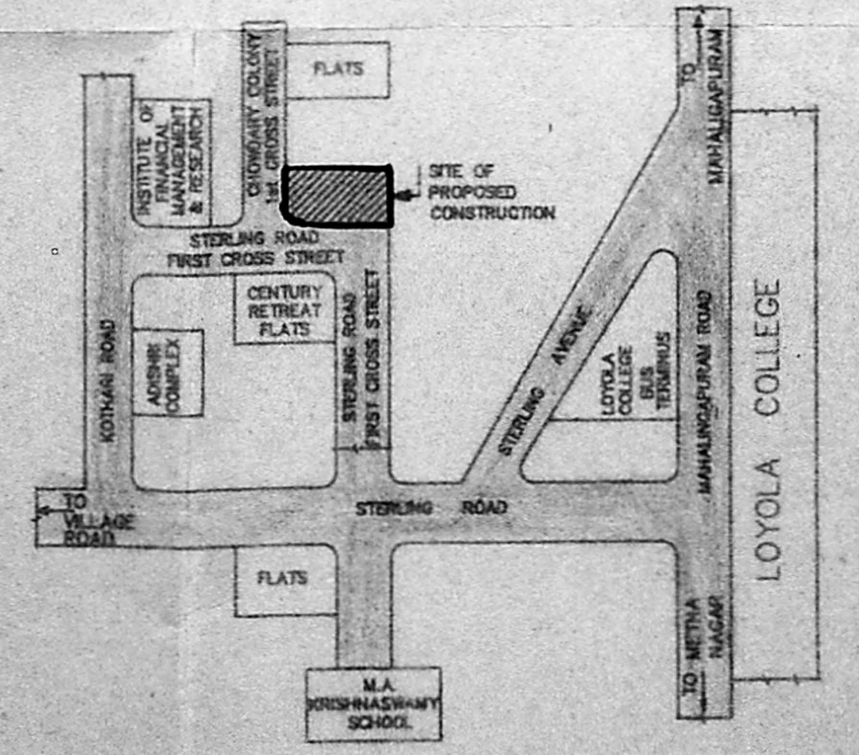 CHOWDARY COLONY
1st CROSS STREET
FLATS
TO
MAHALIGAPURAM
INSTITUTE OF
FINANCIAL
MANAGEMENT
& RESEARCH
SITE OF
PROPOSED
CONSTRUCTION
STERLING ROAD
FIRST CROSS STREET
CENTURY
RETREAT
FLATS
KOTHARI ROAD
ADISHRI
COMPLEX
STERLING ROAD
FIRST CROSS STREET
STERLING AVENUE
LOYOLA
COLLEGE
BUS
TERMINUS
MAHALINGAPURAM ROAD
LOYOLA COLLEGE
TO
VILLAGE
ROAD
STERLING ROAD
FLATS
TO METHA
NAGAR
M.A.
KRISHNASWAMY
SCHOOL